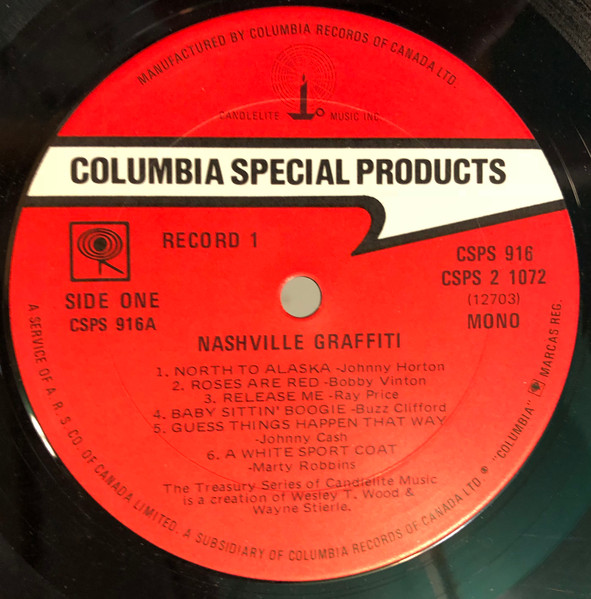 MANUFACTURED BY COLUMBIA RECORDS OF CANADA LTD.
CANDLELITE MUSIC INC
COLUMBIA SPECIAL PRODUCTS
RECORD 1
SIDE ONE
CSPS 916A
CSPS 916
CSPS 2 1072
(12703)
MONO
NASHVILLE GRAFFITI
1. NORTH TO ALASKA -Johnny Horton
2. ROSES ARE RED -Bobby Vinton
3. RELEASE ME -Ray Price
4. BABY SITTIN' BOOGIE -Buzz Clifford
5. GUESS THINGS HAPPEN THAT WAY
-Johnny Cash
6. A WHITE SPORT COAT
-Marty Robbins
The Treasury Series of Candlelite Music
is a creation of Wesley T. Wood &
Wayne Stierle.
A SERVICE OF A. R. S. CO. OF CANADA LIMITED. A SUBSIDIARY OF COLUMBIA RECORDS OF CANADA LTD ® "COLUMBIA" MARCAS REG.